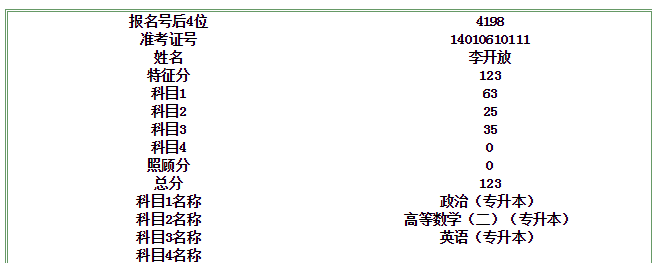 报名号后4位 4198
准考证号 14010610111
姓名 李开放
特征分 123
科目1 63
科目2 25
科目3 35
科目4 0
照顾分 0
总分 123
科目1名称 政治（专升本）
科目2名称 高等数学（二）（专升本）
科目3名称 英语（专升本）
科目4名称